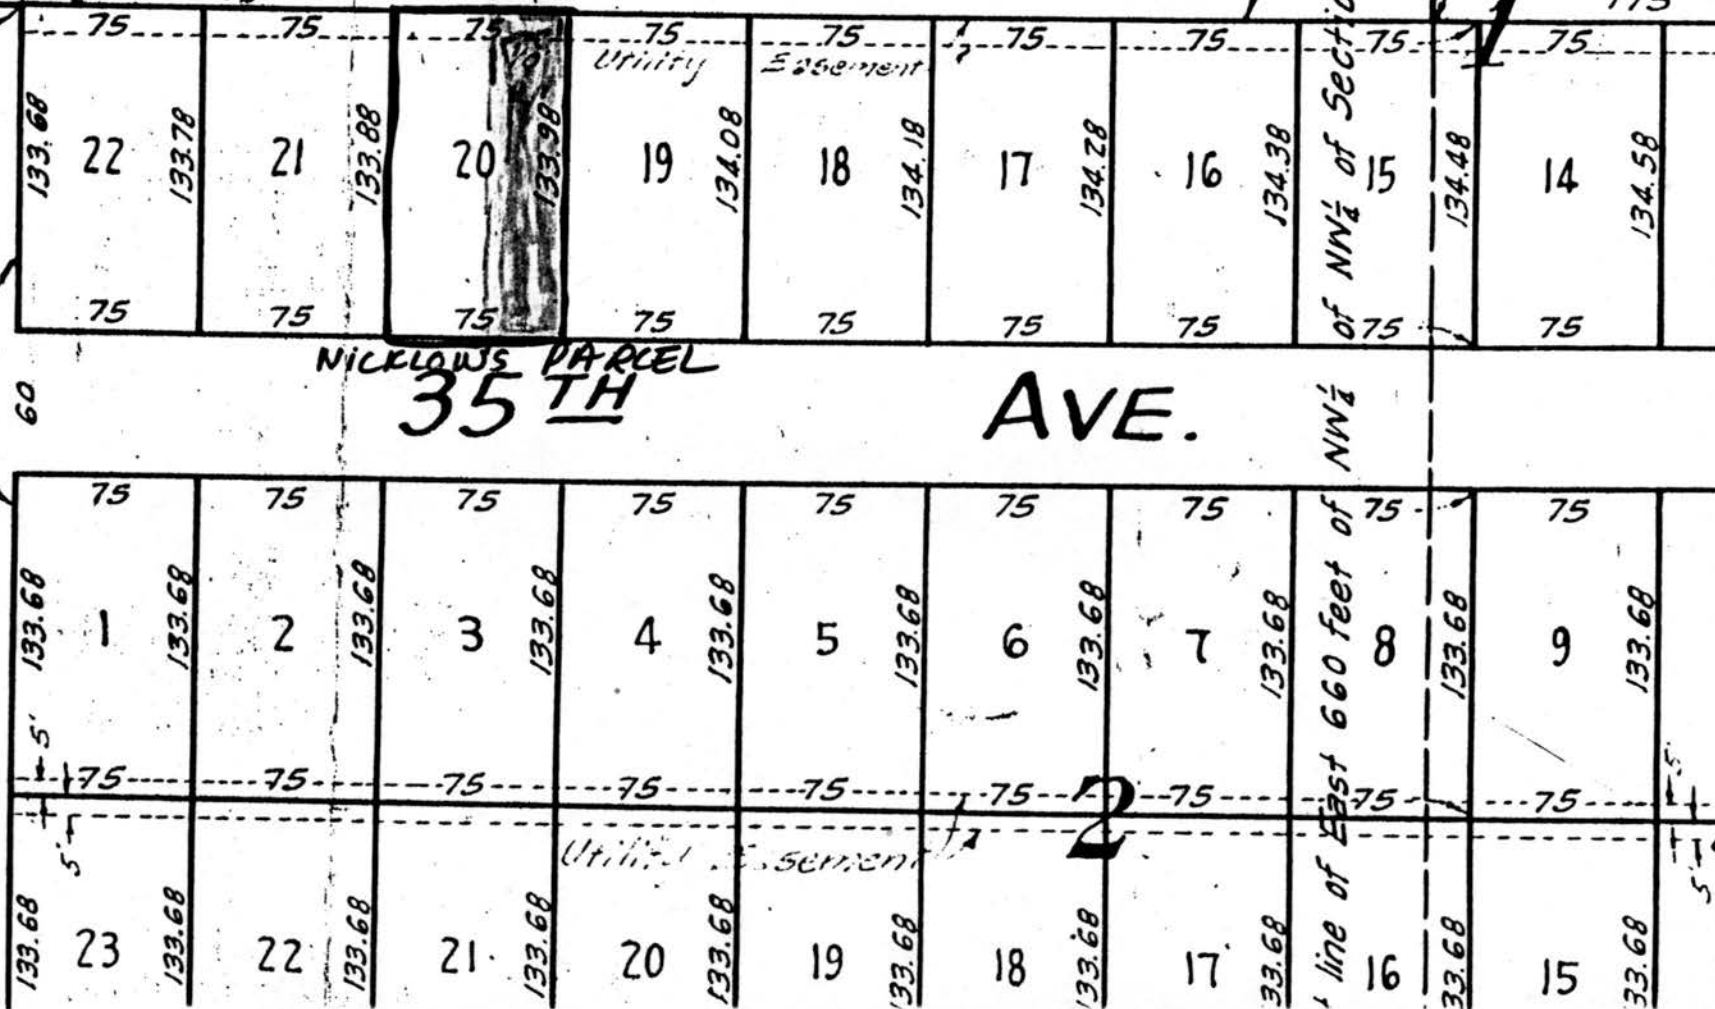 75 75 75 75 75 75 75 75 75
Utility Easement
133.68 22 133.78 21 133.88 20 133.98 19 134.08 18 134.18 17 134.28 16 134.38 15 134.48 14 134.58
75 75 75 75 75 75 75 75 75
1
NICKLOWS PARCEL
60
35TH AVE.
75 75 75 75 75 75 75 75 75
133.68 1 133.68 2 133.68 3 133.68 4 133.68 5 133.68 6 133.68 7 133.68 8 133.68 9 133.68
5' 75 75 75 75 75 75 75 75 75 5'
2
5' Utility Easement 5'
133.68 23 133.68 22 133.68 21 133.68 20 133.68 19 133.68 18 133.68 17 133.68 16 133.68 15 133.68
line of East 660 feet of NW¼ of NW¼ of Section